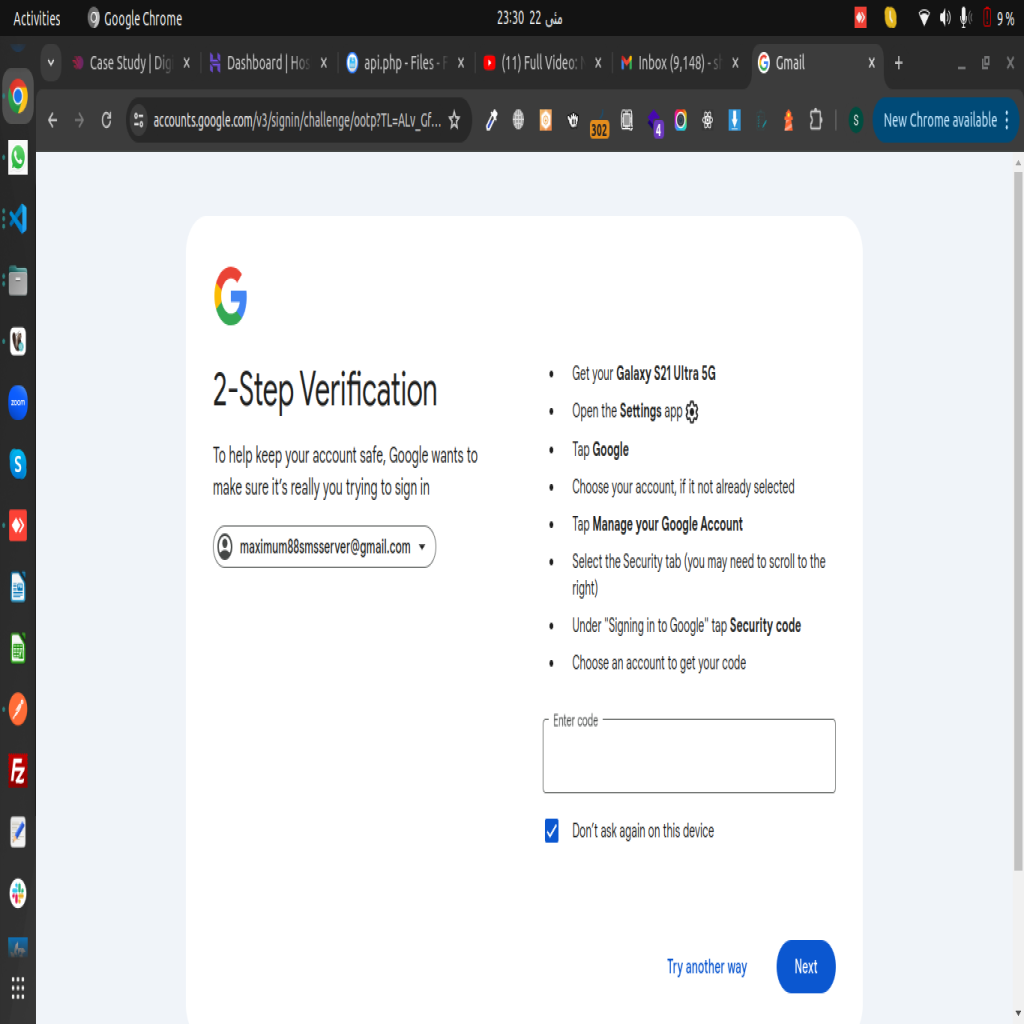 Activities
Google Chrome
23:30 22 مئی
9 %
Case Study | Dig
Dashboard | Hos
api.php - Files - F
(11) Full Video:
Inbox (9,148) - s
Gmail
accounts.google.com/v3/signin/challenge/ootp?TL=ALv_Gf...
302
4
S
New Chrome available
zoom
2-Step Verification
To help keep your account safe, Google wants to
make sure it's really you trying to sign in
maximum88smsserver@gmail.com
Get your Galaxy S21 Ultra 5G
Open the Settings app
Tap Google
Choose your account, if it not already selected
Tap Manage your Google Account
Select the Security tab (you may need to scroll to the
right)
Under "Signing in to Google" tap Security code
Choose an account to get your code
Enter code
Don't ask again on this device
Try another way
Next